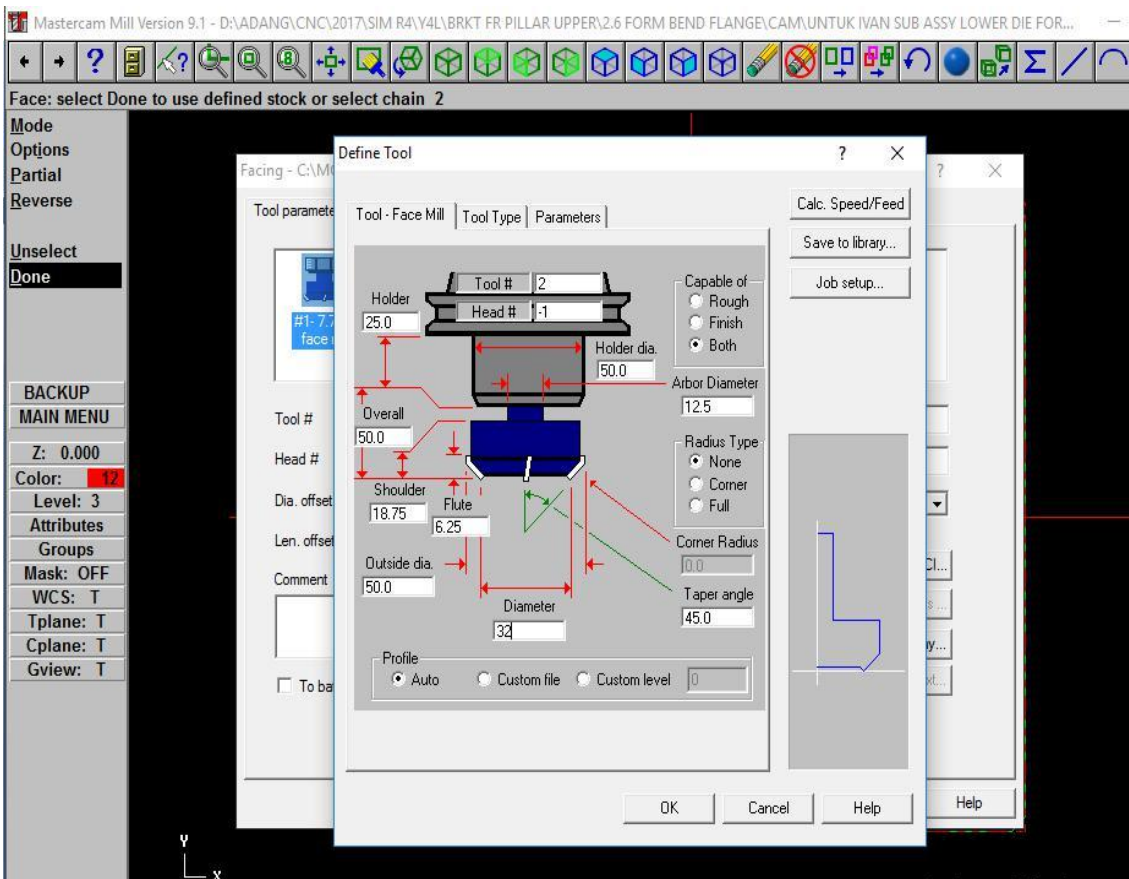 Mastercam Mill Version 9.1 - D:\ADANG\CNC\2017\SIM R4\Y4L\BRKT FR PILLAR UPPER\2.6 FORM BEND FLANGE\CAM\UNTUK IVAN SUB ASSY LOWER DIE FOR...
Face: select Done to use defined stock or select chain 2
Mode
Options
Partial
Reverse
Unselect
Done
BACKUP
MAIN MENU
Z: 0.000
Color: 12
Level: 3
Attributes
Groups
Mask: OFF
WCS: T
Tplane: T
Cplane: T
Gview: T
Facing - C:\M
Tool paramete
#1- 7.7
face
Tool #
Head #
Dia. offset
Len. offset
Comment
To ba
Define Tool
? X
Tool - Face Mill
Tool Type
Parameters
Calc. Speed/Feed
Save to library...
Job setup...
Tool # 2
Head # -1
Holder
25.0
Capable of
Rough
Finish
Both
Holder dia.
50.0
Arbor Diameter
12.5
Overall
50.0
Radius Type
None
Corner
Full
Shoulder
18.75
Flute
6.25
Corner Radius
0.0
Outside dia.
50.0
Taper angle
45.0
Diameter
32
Profile
Auto
Custom file
Custom level
0
OK
Cancel
Help
Help
Y
X